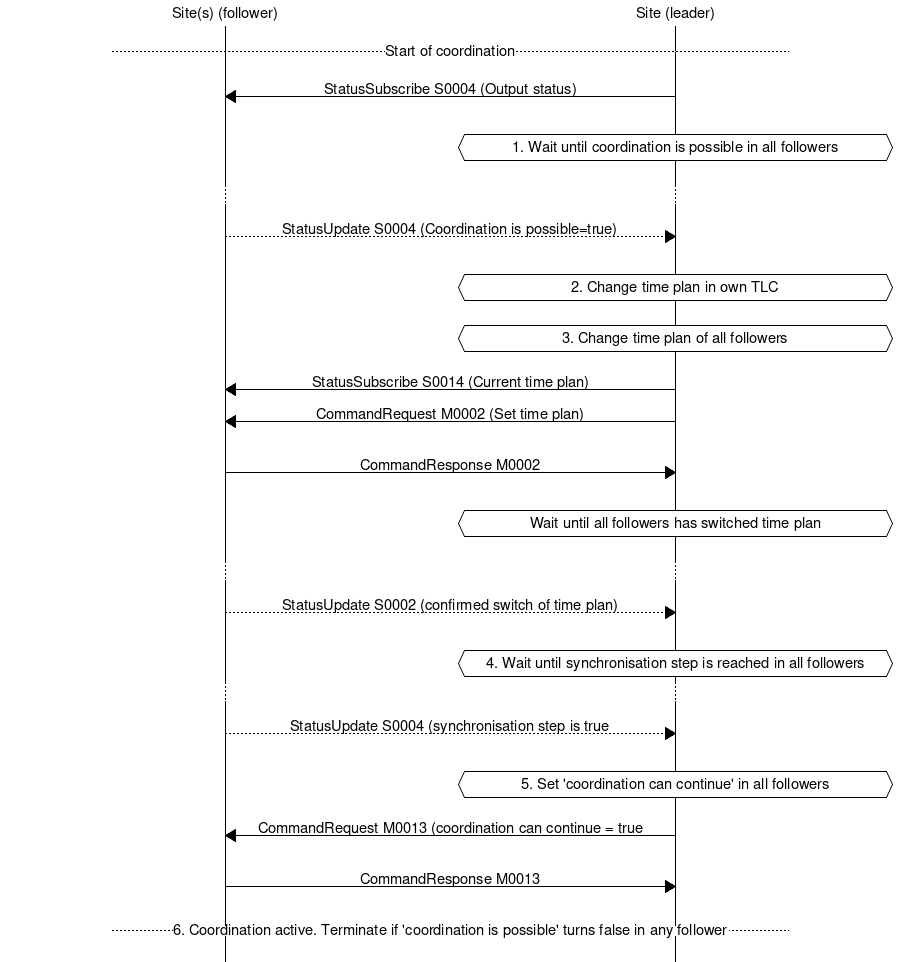 Site(s) (follower)
Site (leader)
Start of coordination
StatusSubscribe S0004 (Output status)
1. Wait until coordination is possible in all followers
StatusUpdate S0004 (Coordination is possible=true)
2. Change time plan in own TLC
3. Change time plan of all followers
StatusSubscribe S0014 (Current time plan)
CommandRequest M0002 (Set time plan)
CommandResponse M0002
Wait until all followers has switched time plan
StatusUpdate S0002 (confirmed switch of time plan)
4. Wait until synchronisation step is reached in all followers
StatusUpdate S0004 (synchronisation step is true
5. Set 'coordination can continue' in all followers
CommandRequest M0013 (coordination can continue = true
CommandResponse M0013
6. Coordination active. Terminate if 'coordination is possible' turns false in any follower